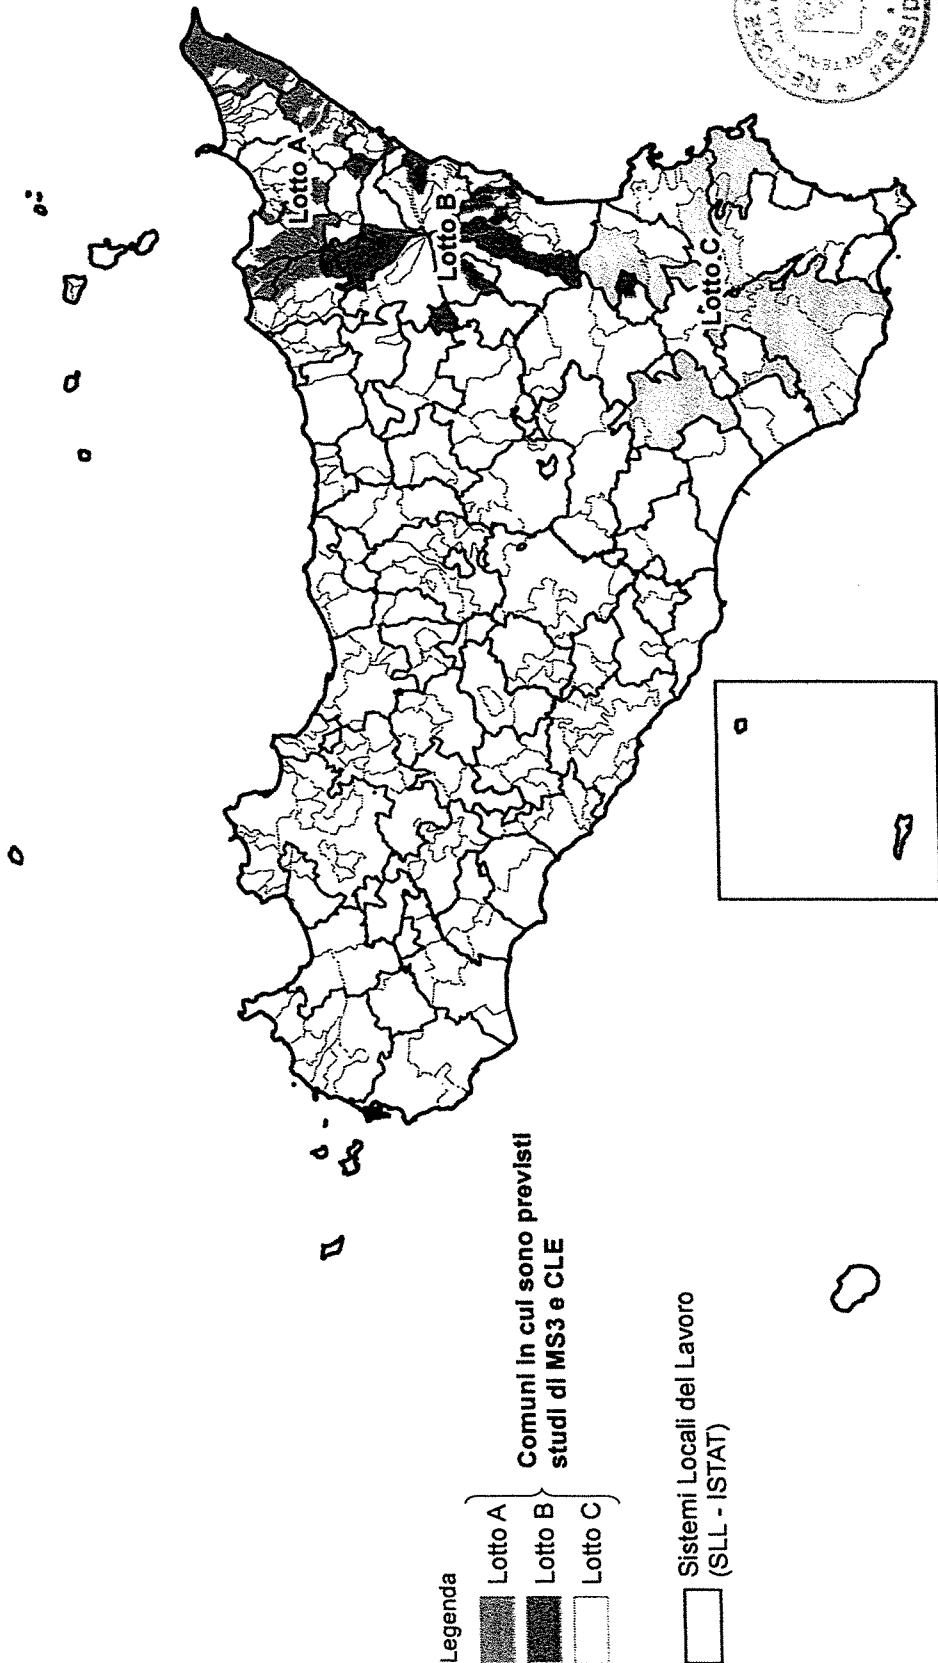 Lotto A
Lotto B
Lotto C
Legenda
Lotto A
Lotto B
Lotto C
Comuni in cui sono previsti
studi di MS3 e CLE
Sistemi Locali del Lavoro
(SLL - ISTAT)
REGIONE